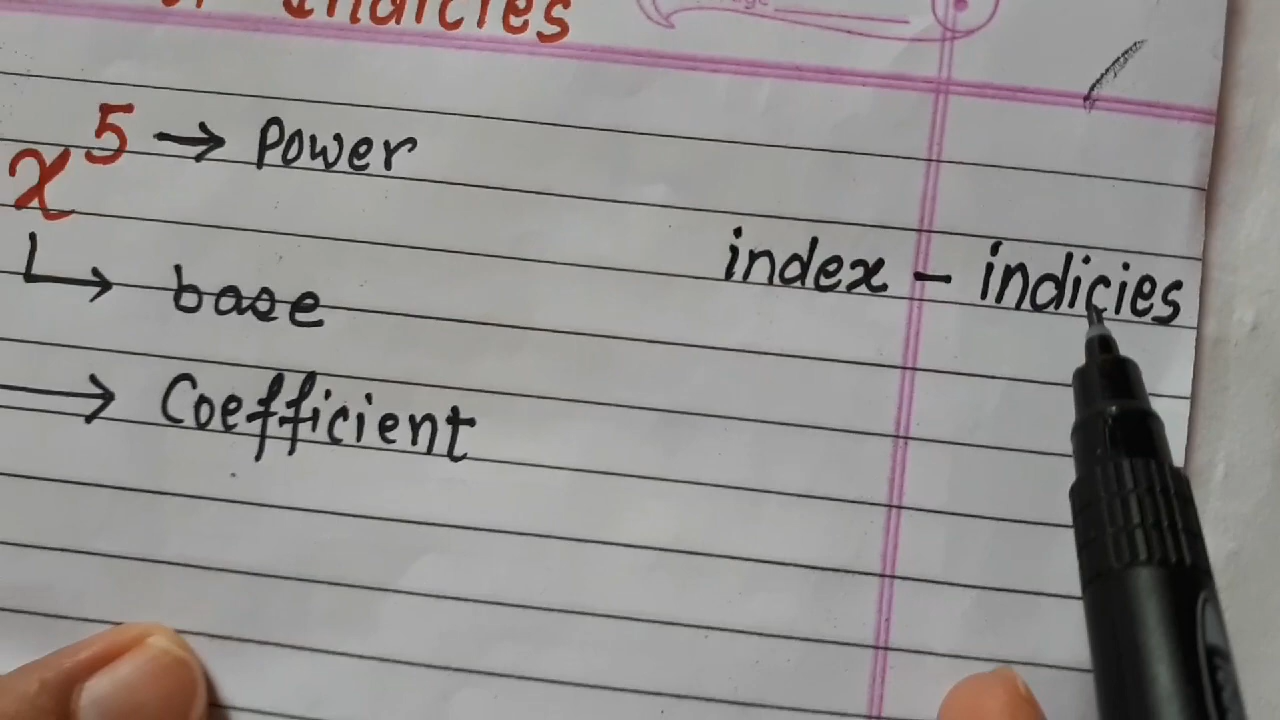 Indicies
x⁵ → Power
index - indicies
base
Coefficient